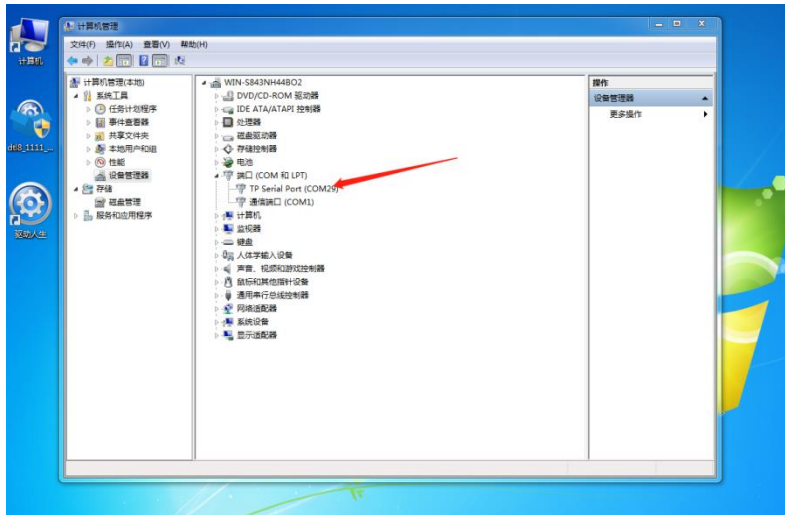 计算机
计算机管理
文件(F) 操作(A) 查看(V) 帮助(H)
计算机管理(本地)
系统工具
任务计划程序
事件查看器
共享文件夹
本地用户和组
性能
设备管理器
存储
磁盘管理
服务和应用程序
WIN-S843NH44BO2
DVD/CD-ROM 驱动器
IDE ATA/ATAPI 控制器
处理器
磁盘驱动器
存储控制器
电池
端口 (COM 和 LPT)
TP Serial Port (COM29)
通信端口 (COM1)
计算机
监视器
键盘
人体学输入设备
声音、视频和游戏控制器
鼠标和其他指针设备
通用串行总线控制器
网络适配器
系统设备
显示适配器
操作
设备管理器
更多操作
dtl8_1111_...
驱动人生